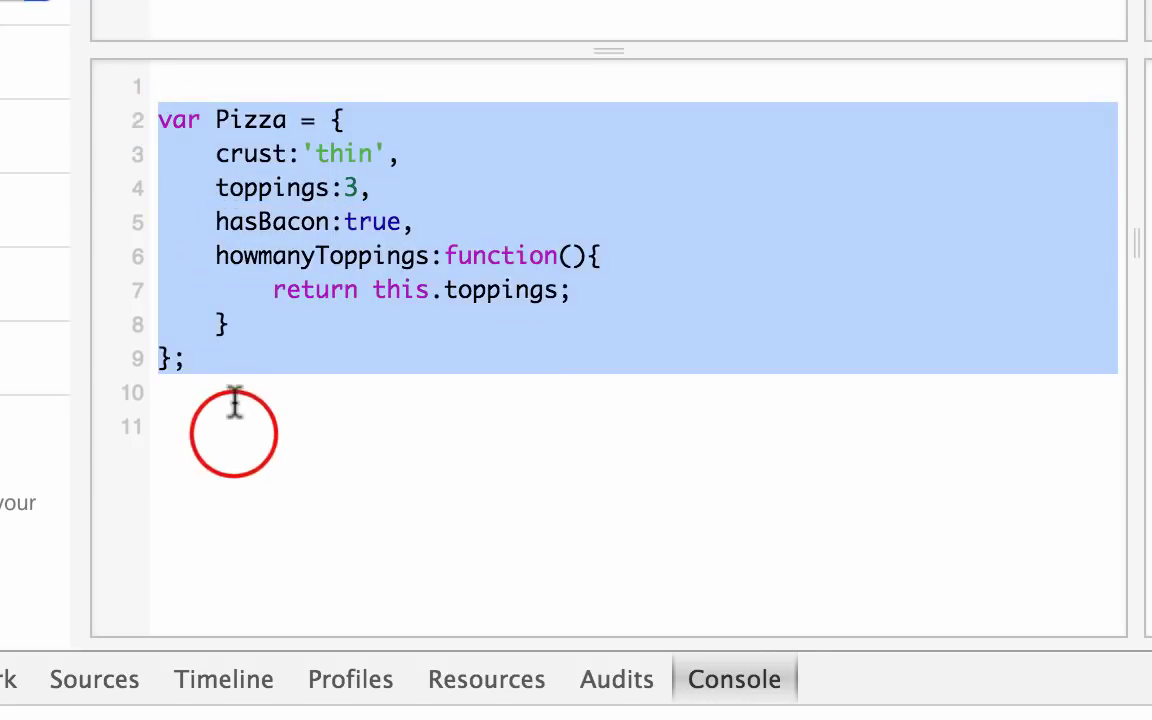 1
2 var Pizza = {
3 crust:'thin',
4 toppings:3,
5 hasBacon:true,
6 howmanyToppings:function(){
7 return this.toppings;
8 }
9 };
10
11
your
rk Sources Timeline Profiles Resources Audits Console